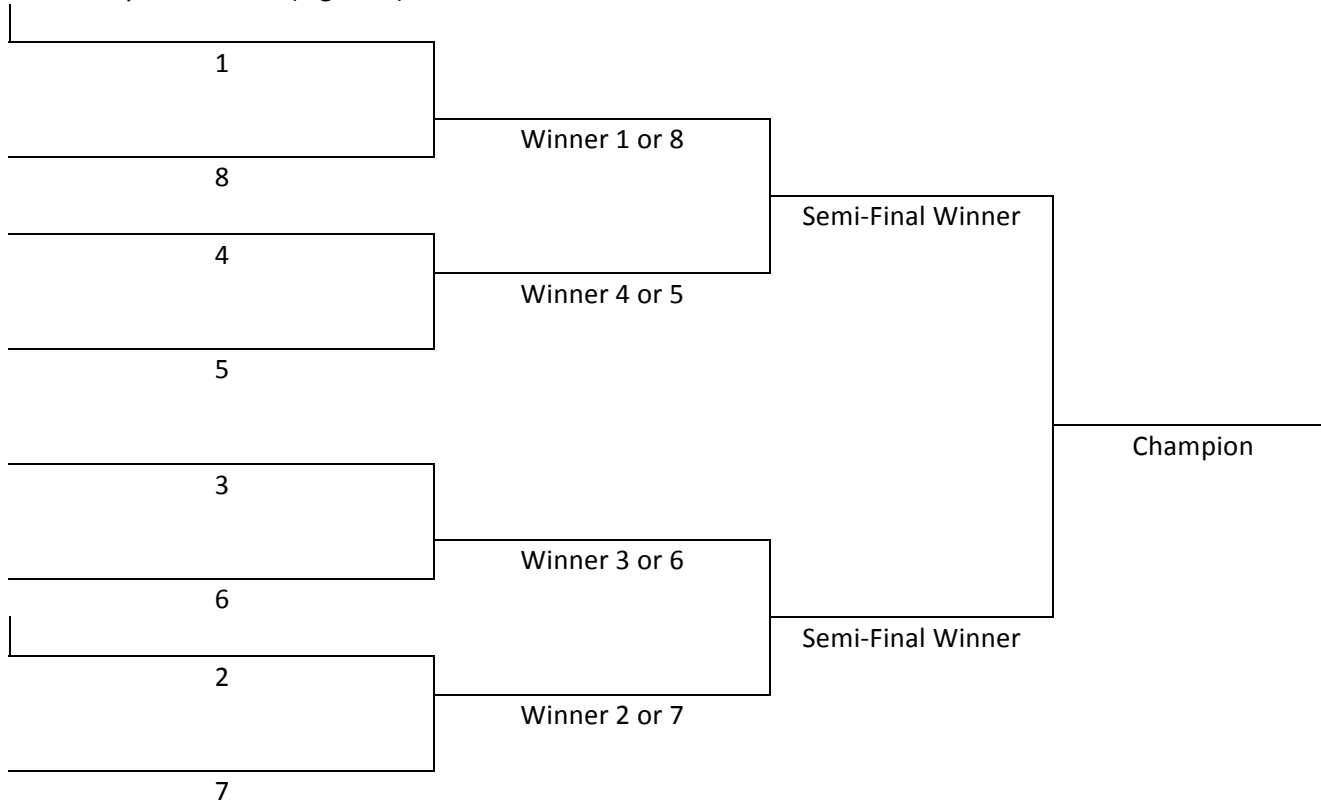 1
Winner 1 or 8
8
Semi-Final Winner
4
Winner 4 or 5
5
Champion
3
Winner 3 or 6
6
Semi-Final Winner
2
Winner 2 or 7
7